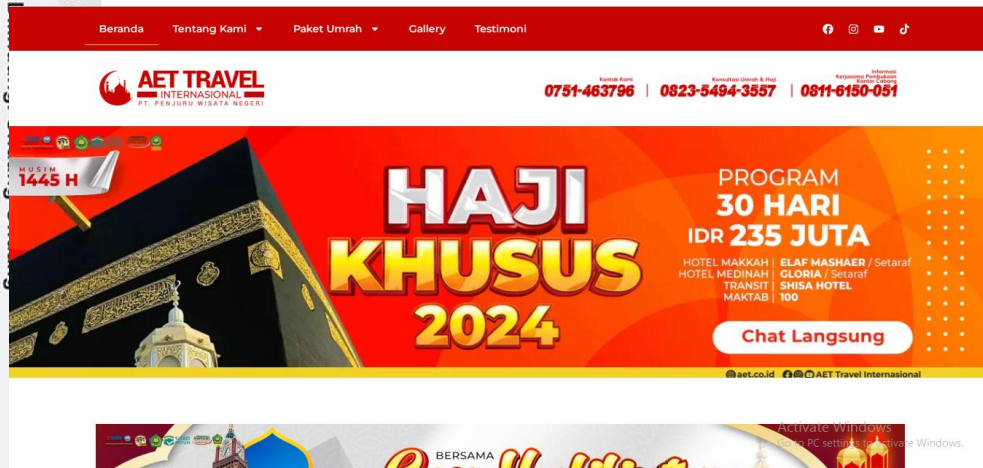 Beranda
Tentang Kami
Paket Umrah
Gallery
Testimoni
AET TRAVEL
INTERNASIONAL
PT. PENJURU WISATA NEGERI
Kontak Kami
0751-463796
Konsultasi Umrah & Haji
0823-5494-3557
Informasi
Kerjasama Pembukaan
Kantor Cabang
0811-6150-051
MUSIM
1445 H
HAJI
KHUSUS
2024
PROGRAM
30 HARI
IDR 235 JUTA
HOTEL MAKKAH | ELAF MASHAER / Setaraf
HOTEL MEDINAH | GLORIA / Setaraf
TRANSIT | SHISA HOTEL
MAKTAB | 100
Chat Langsung
aet.co.id AET Travel Internasional
BERSAMA
Activate Windows
Go to PC settings to activate Windows.